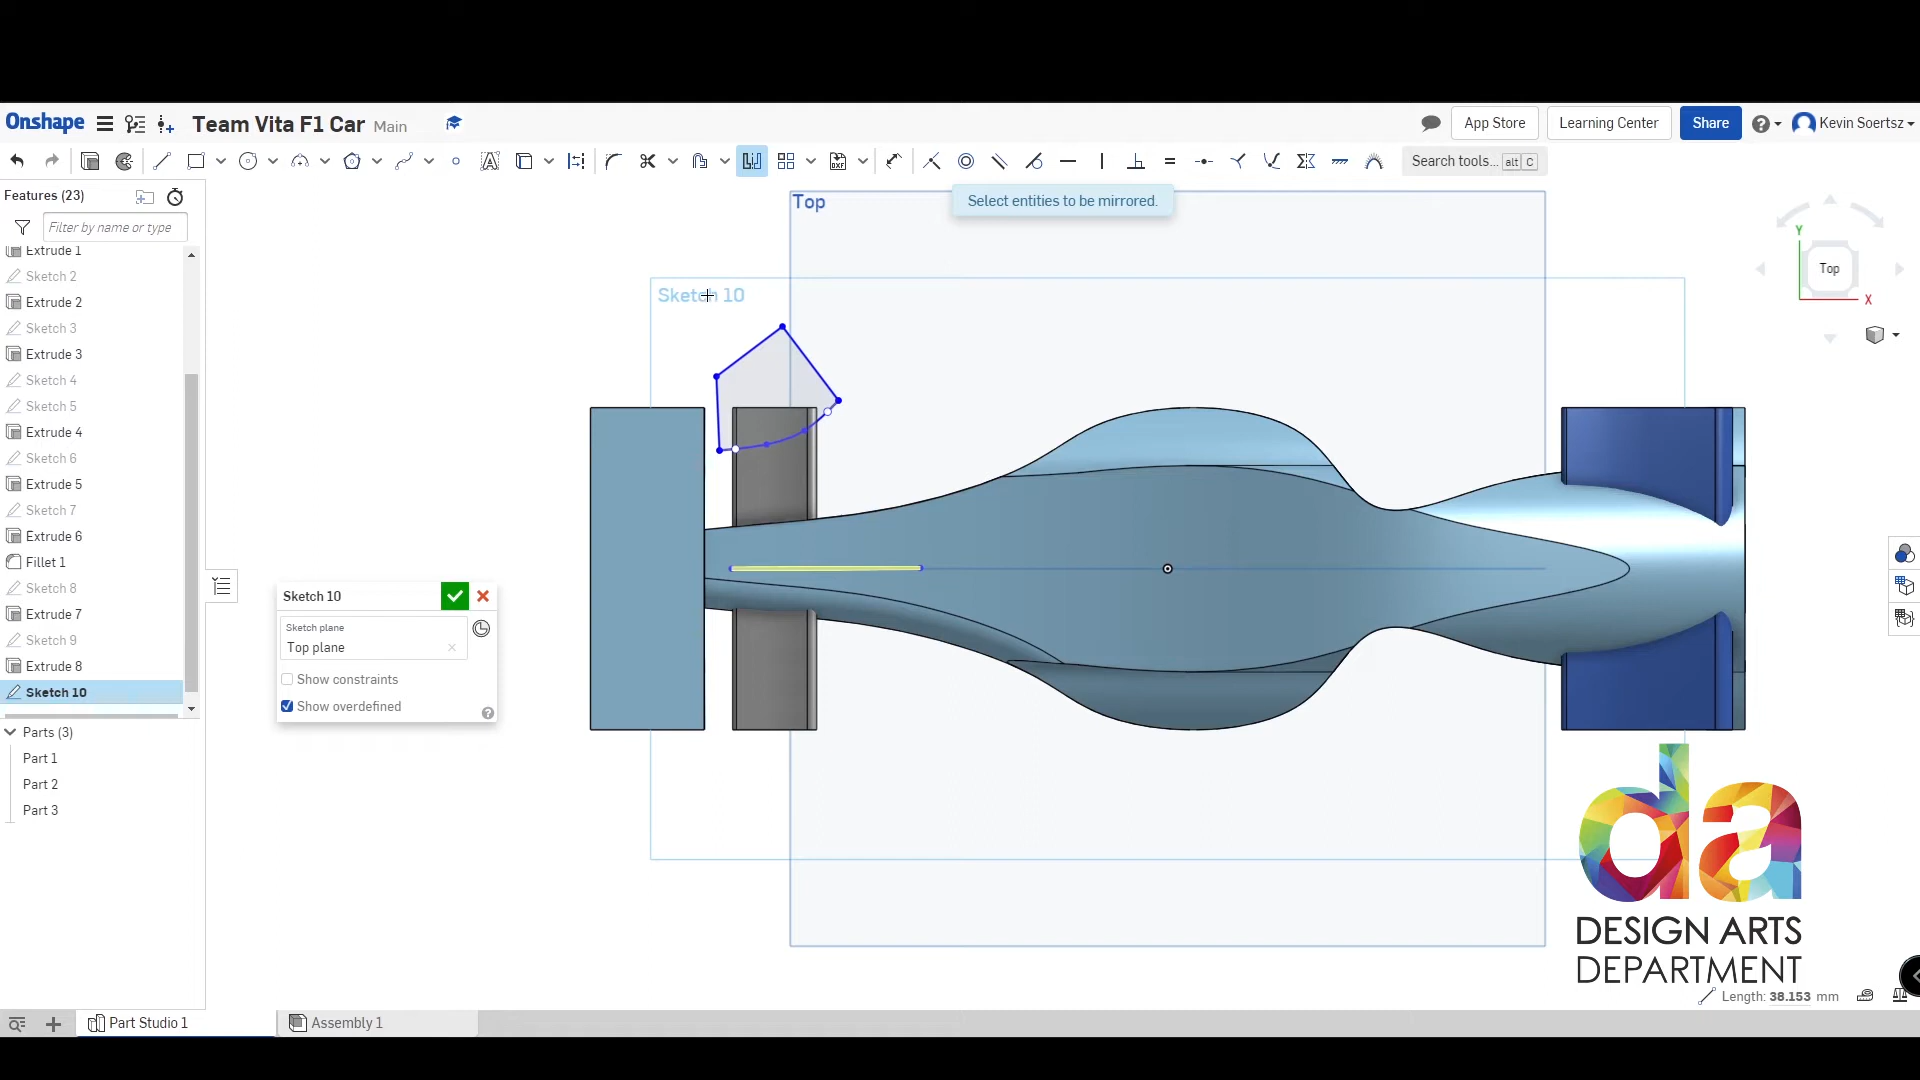 Onshape
Team Vita F1 Car Main
App Store
Learning Center
Share
Kevin Soertsz
Search tools... alt C
Features (23)
Filter by name or type
Extrude 1
Sketch 2
Extrude 2
Sketch 3
Extrude 3
Sketch 4
Sketch 5
Extrude 4
Sketch 6
Extrude 5
Sketch 7
Extrude 6
Fillet 1
Sketch 8
Extrude 7
Sketch 9
Extrude 8
Sketch 10
Parts (3)
Part 1
Part 2
Part 3
Select entities to be mirrored.
Top
Sketch 10
Y
Top
X
Sketch 10
Sketch plane
Top plane
Show constraints
Show overdefined
da
DESIGN ARTS
DEPARTMENT
Length: 38.153 mm
Part Studio 1
Assembly 1